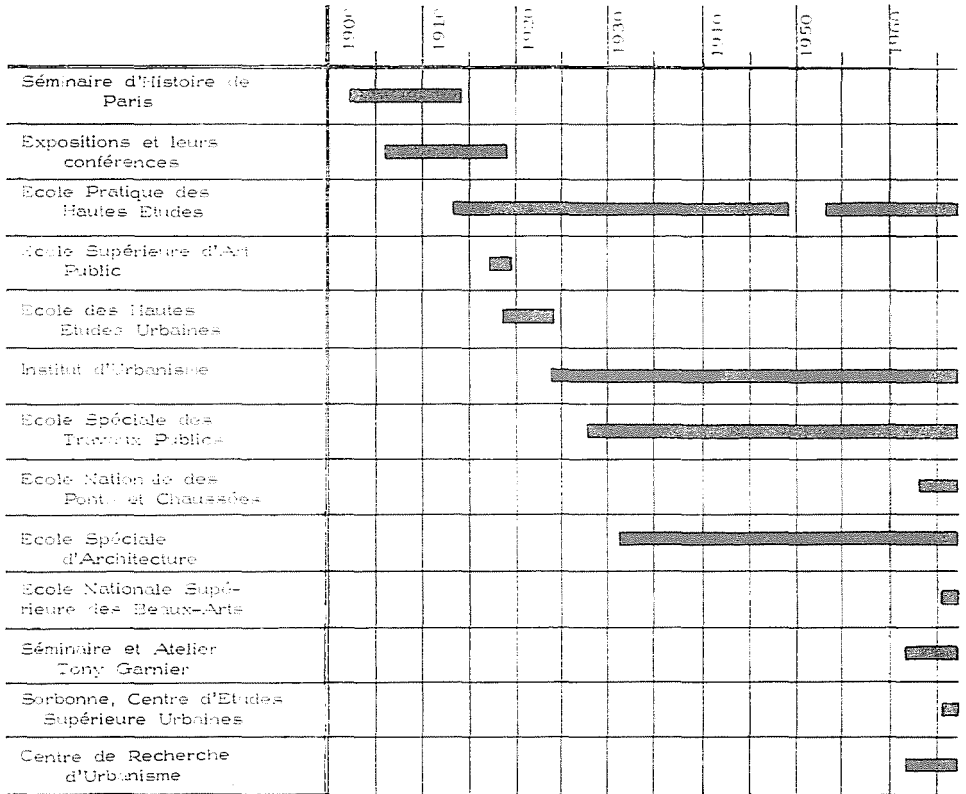 1900 1910 1920 1930 1940 1950 1960
Séminaire d'Histoire de
Paris
Expositions et leurs
conférences
Ecole Pratique des
Hautes Etudes
Ecole Supérieure d'Art
Public
Ecole des Hautes
Etudes Urbaines
Institut d'Urbanisme
Ecole Spéciale des
Travaux Publics
Ecole Nationale des
Ponts et Chaussées
Ecole Spéciale
d'Architecture
Ecole Nationale Supé-
rieure des Beaux-Arts
Séminaire et Atelier
Tony Garnier
Sorbonne, Centre d'Etudes
Supérieure Urbaines
Centre de Recherche
d'Urbanisme